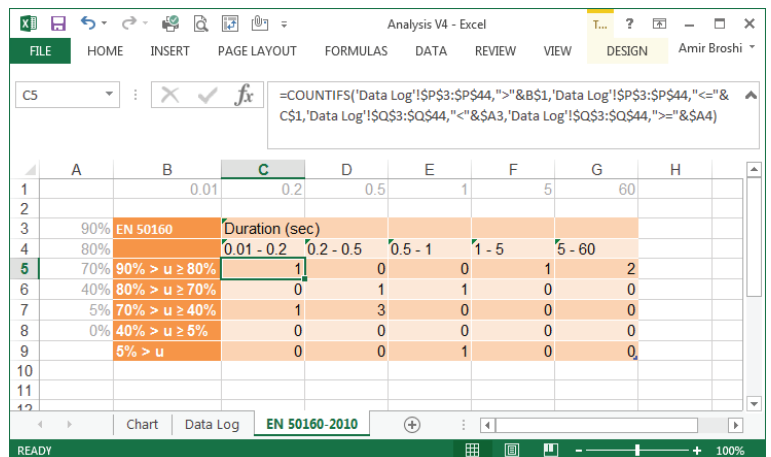 Analysis V4 - Excel
T... ?
FILE HOME INSERT PAGE LAYOUT FORMULAS DATA REVIEW VIEW DESIGN Amir Broshi
C5 fx =COUNTIFS('Data Log'!$P$3:$P$44,">"&B$1,'Data Log'!$P$3:$P$44,"<="&
C$1,'Data Log'!$Q$3:$Q$44,"<"&$A3,'Data Log'!$Q$3:$Q$44,">="&$A4)
A B C D E F G H
1 0.01 0.2 0.5 1 5 60
2
3 90% EN 50160 Duration (sec)
4 80% 0.01 - 0.2 0.2 - 0.5 0.5 - 1 1 - 5 5 - 60
5 70% 90% > u ≥ 80% 1 0 0 1 2
6 40% 80% > u ≥ 70% 0 1 1 0 0
7 5% 70% > u ≥ 40% 1 3 0 0 0
8 0% 40% > u ≥ 5% 0 0 0 0 0
9 5% > u 0 0 1 0 0
10
11
12
Chart Data Log EN 50160-2010
READY 100%